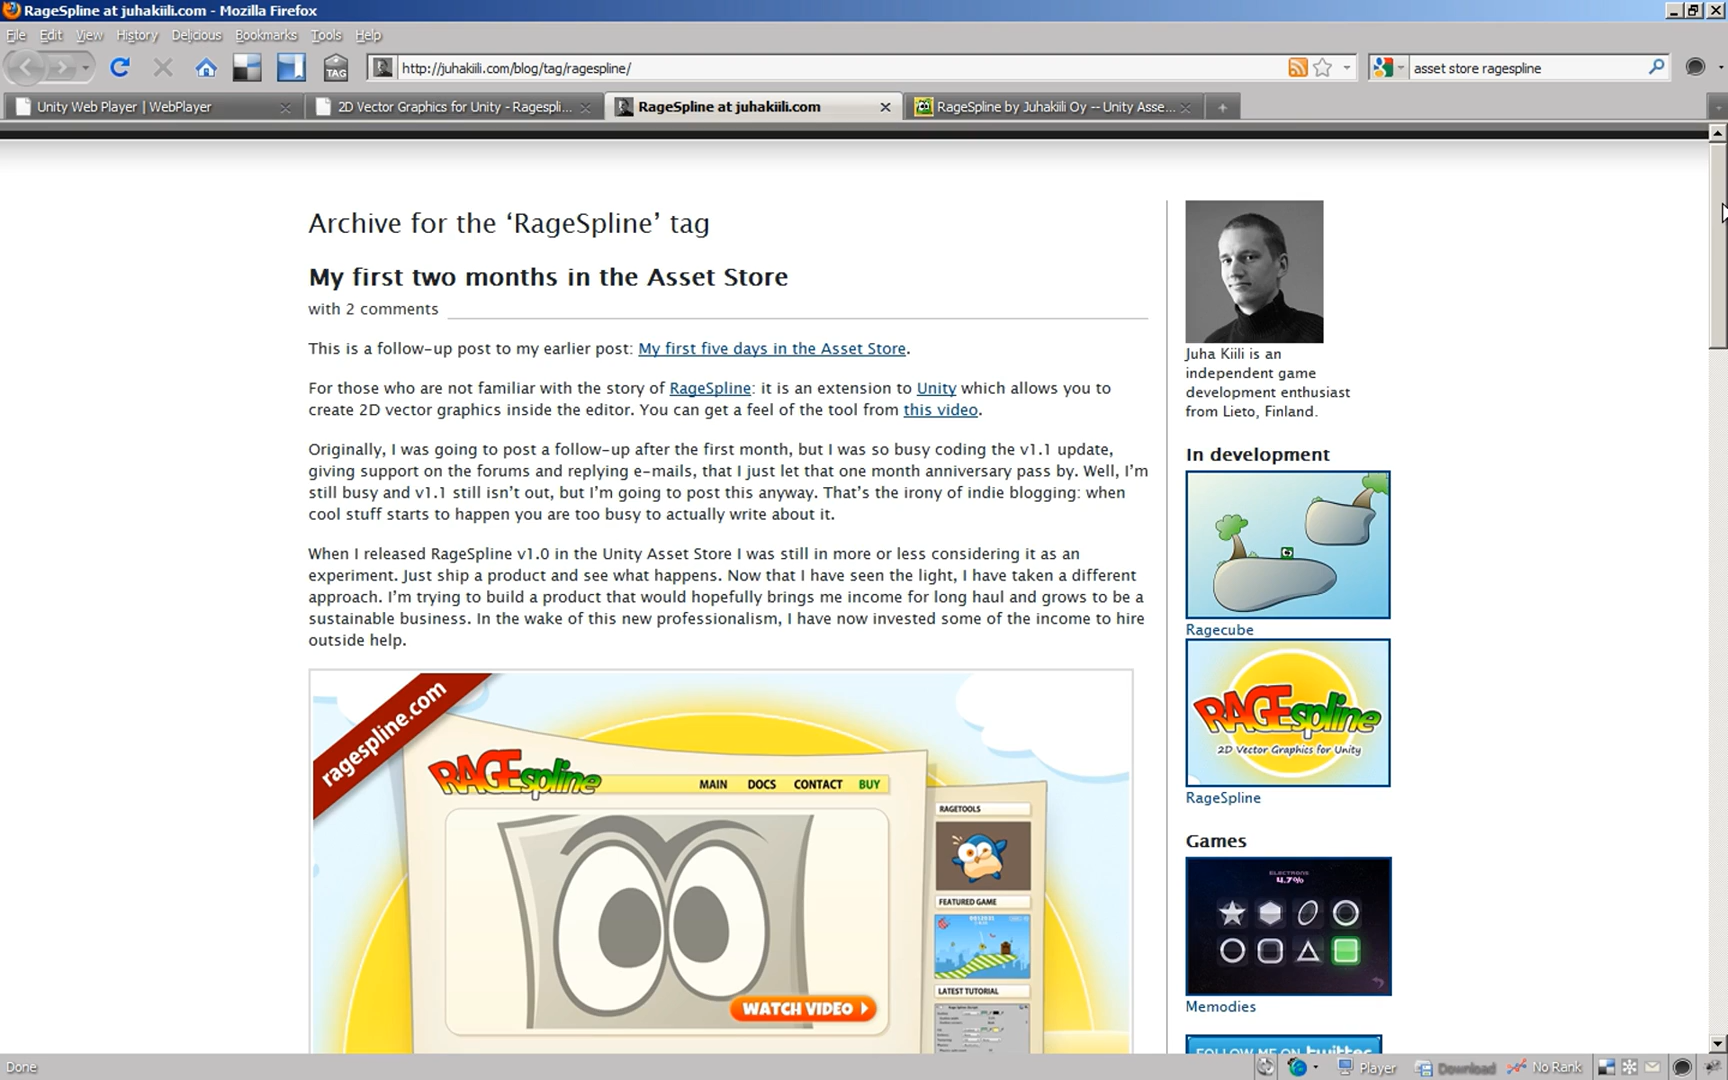 RageSpline at juhakiili.com - Mozilla Firefox
File Edit View History Delicious Bookmarks Tools Help
TAG
http://juhakiili.com/blog/tag/ragespline/
asset store ragespline
Unity Web Player | WebPlayer
2D Vector Graphics for Unity - Ragespli...
RageSpline at juhakiili.com
RageSpline by Juhakiili Oy -- Unity Asse...
Archive for the ‘RageSpline’ tag
My first two months in the Asset Store
with 2 comments
This is a follow-up post to my earlier post: My first five days in the Asset Store.
For those who are not familiar with the story of RageSpline: it is an extension to Unity which allows you to
create 2D vector graphics inside the editor. You can get a feel of the tool from this video.
Originally, I was going to post a follow-up after the first month, but I was so busy coding the v1.1 update,
giving support on the forums and replying e-mails, that I just let that one month anniversary pass by. Well, I’m
still busy and v1.1 still isn’t out, but I’m going to post this anyway. That’s the irony of indie blogging: when
cool stuff starts to happen you are too busy to actually write about it.
When I released RageSpline v1.0 in the Unity Asset Store I was still in more or less considering it as an
experiment. Just ship a product and see what happens. Now that I have seen the light, I have taken a different
approach. I’m trying to build a product that would hopefully brings me income for long haul and grows to be a
sustainable business. In the wake of this new professionalism, I have now invested some of the income to hire
outside help.
ragespline.com
RAGEspline
MAIN DOCS CONTACT BUY
WATCH VIDEO
RAGETOOLS
FEATURED GAME
LATEST TUTORIAL
Juha Kiili is an
independent game
development enthusiast
from Lieto, Finland.
In development
Ragecube
RAGEspline
2D Vector Graphics for Unity
RageSpline
Games
ELECTRONS
4.7%
Memodies
FOLLOW ME ON twitter
Done
Player
Download
No Rank